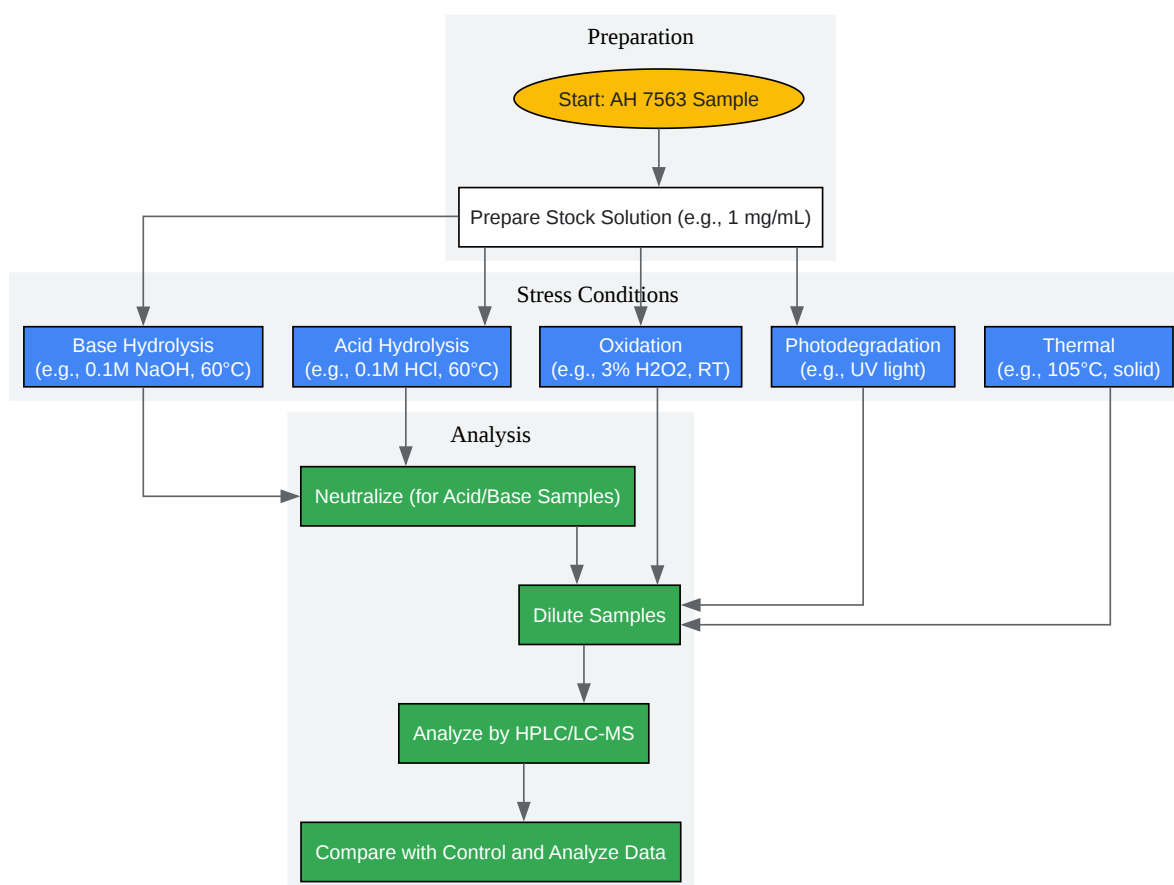 Preparation
Start: AH 7563 Sample
Prepare Stock Solution (e.g., 1 mg/mL)
Stress Conditions
Base Hydrolysis
(e.g., 0.1M NaOH, 60°C)
Acid Hydrolysis
(e.g., 0.1M HCl, 60°C)
Oxidation
(e.g., 3% H2O2, RT)
Photodegradation
(e.g., UV light)
Thermal
(e.g., 105°C, solid)
Analysis
Neutralize (for Acid/Base Samples)
Dilute Samples
Analyze by HPLC/LC-MS
Compare with Control and Analyze Data